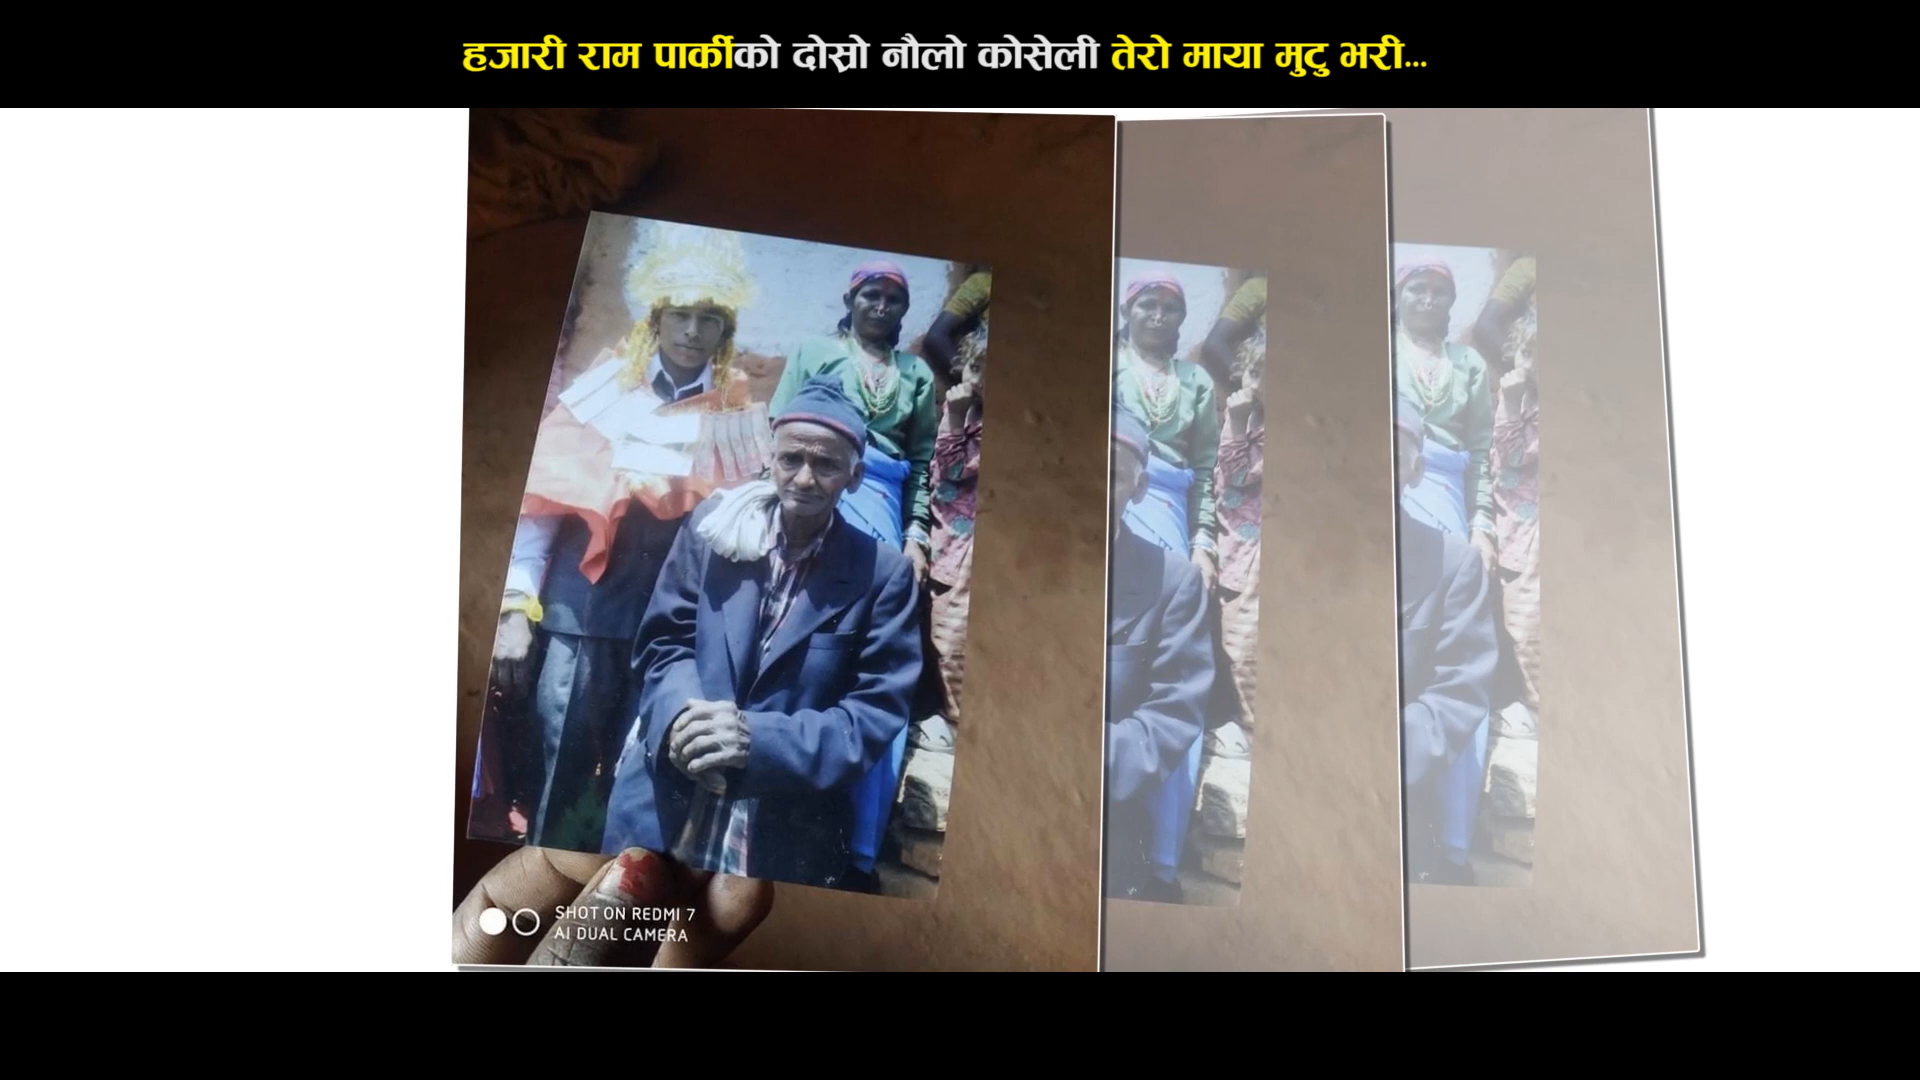 हजारी राम पार्कीको दोस्रो नौलो कोसेली तेरो माया मुटु भरी...
SHOT ON REDMI 7
AI DUAL CAMERA